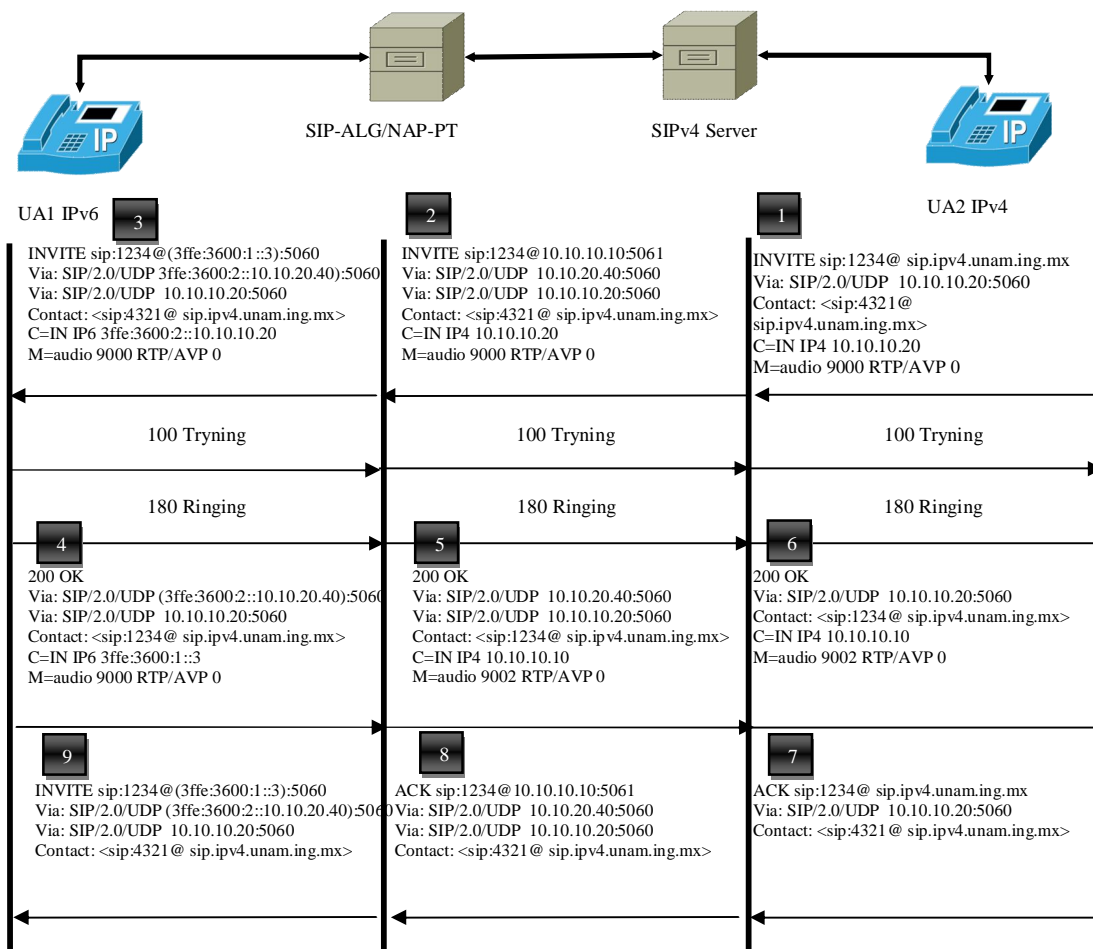 IP
IP
SIP-ALG/NAP-PT
SIPv4 Server
UA1 IPv6
UA2 IPv4
3
INVITE sip:1234@(3ffe:3600:1::3):5060
Via: SIP/2.0/UDP 3ffe:3600:2::10.10.20.40):5060
Via: SIP/2.0/UDP 10.10.10.20:5060
Contact: <sip:4321@ sip.ipv4.unam.ing.mx>
C=IN IP6 3ffe:3600:2::10.10.10.20
M=audio 9000 RTP/AVP 0
2
INVITE sip:1234@10.10.10.10:5061
Via: SIP/2.0/UDP 10.10.20.40:5060
Via: SIP/2.0/UDP 10.10.10.20:5060
Contact: <sip:4321@ sip.ipv4.unam.ing.mx>
C=IN IP4 10.10.10.20
M=audio 9000 RTP/AVP 0
1
INVITE sip:1234@ sip.ipv4.unam.ing.mx
Via: SIP/2.0/UDP 10.10.10.20:5060
Contact: <sip:4321@
sip.ipv4.unam.ing.mx>
C=IN IP4 10.10.10.20
M=audio 9000 RTP/AVP 0
100 Tryning
100 Tryning
100 Tryning
180 Ringing
180 Ringing
180 Ringing
4
200 OK
Via: SIP/2.0/UDP (3ffe:3600:2::10.10.20.40):5060
Via: SIP/2.0/UDP 10.10.10.20:5060
Contact: <sip:1234@ sip.ipv4.unam.ing.mx>
C=IN IP6 3ffe:3600:1::3
M=audio 9000 RTP/AVP 0
5
200 OK
Via: SIP/2.0/UDP 10.10.20.40:5060
Via: SIP/2.0/UDP 10.10.10.20:5060
Contact: <sip:1234@ sip.ipv4.unam.ing.mx>
C=IN IP4 10.10.10.10
M=audio 9002 RTP/AVP 0
6
200 OK
Via: SIP/2.0/UDP 10.10.10.20:5060
Contact: <sip:1234@ sip.ipv4.unam.ing.mx>
C=IN IP4 10.10.10.10
M=audio 9002 RTP/AVP 0
9
INVITE sip:1234@(3ffe:3600:1::3):5060
Via: SIP/2.0/UDP (3ffe:3600:2::10.10.20.40):5060
Via: SIP/2.0/UDP 10.10.10.20:5060
Contact: <sip:4321@ sip.ipv4.unam.ing.mx>
8
ACK sip:1234@10.10.10.10:5061
Via: SIP/2.0/UDP 10.10.20.40:5060
Via: SIP/2.0/UDP 10.10.10.20:5060
Contact: <sip:4321@ sip.ipv4.unam.ing.mx>
7
ACK sip:1234@ sip.ipv4.unam.ing.mx
Via: SIP/2.0/UDP 10.10.10.20:5060
Contact: <sip:4321@ sip.ipv4.unam.ing.mx>